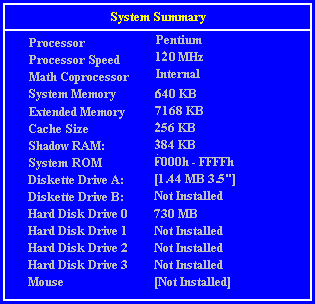 System Summary
Processor Pentium
Processor Speed 120 MHz
Math Coprocessor Internal
System Memory 640 KB
Extended Memory 7168 KB
Cache Size 256 KB
Shadow RAM: 384 KB
System ROM F000h - FFFFh
Diskette Drive A: [1.44 MB 3.5"]
Diskette Drive B: Not Installed
Hard Disk Drive 0 730 MB
Hard Disk Drive 1 Not Installed
Hard Disk Drive 2 Not Installed
Hard Disk Drive 3 Not Installed
Mouse [Not Installed]